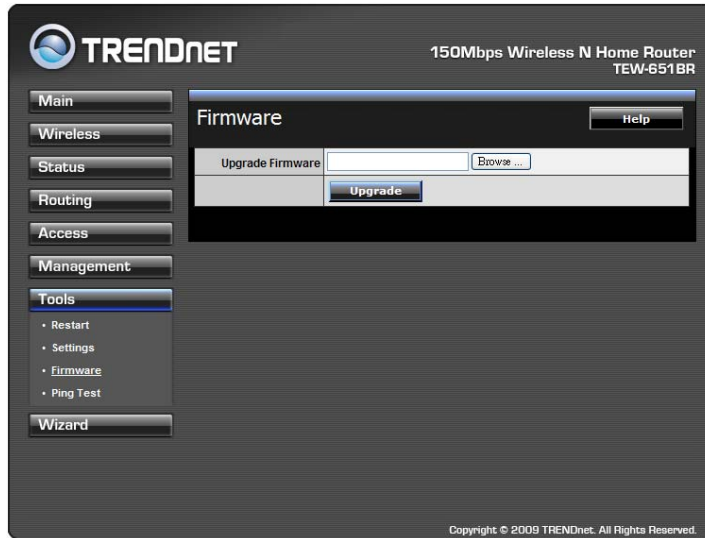 TRENDNET
150Mbps Wireless N Home Router
TEW-651BR
Main
Wireless
Status
Routing
Access
Management
Tools
• Restart
• Settings
• Firmware
• Ping Test
Wizard
Firmware
Help
Upgrade Firmware
Browse ...
Upgrade
Copyright © 2009 TRENDnet. All Rights Reserved.